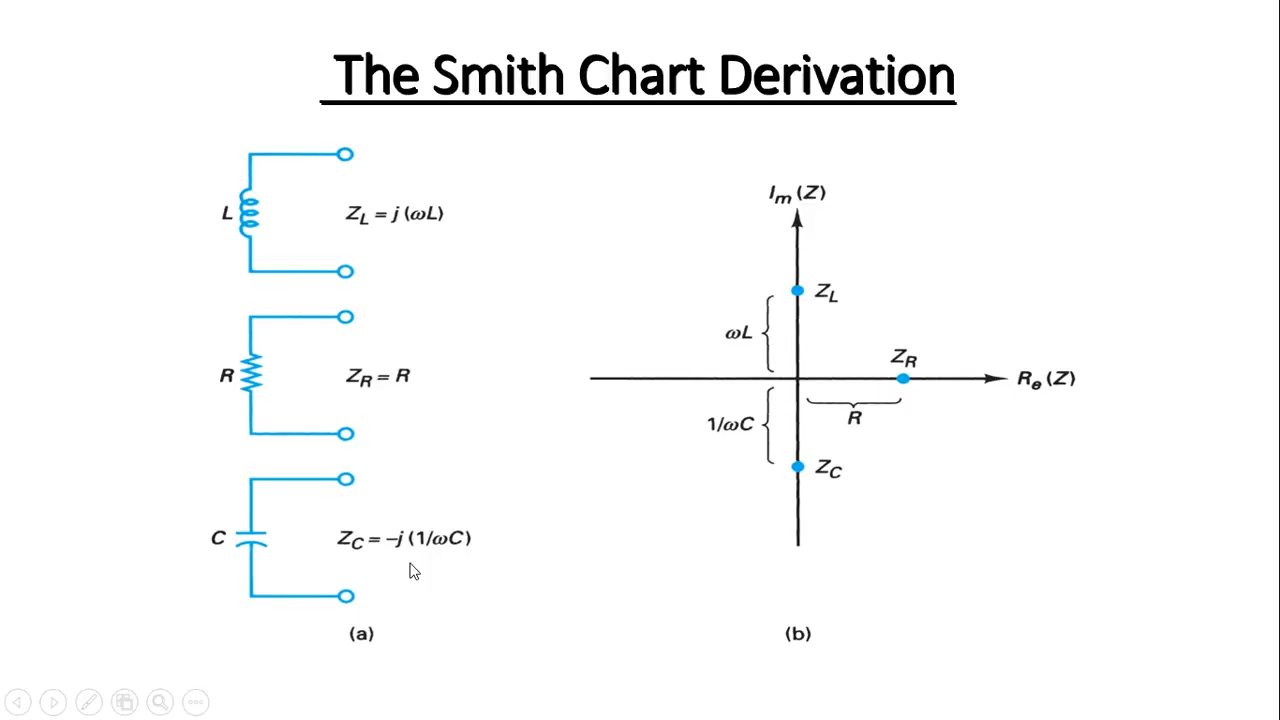 The Smith Chart Derivation
L
Z_L = j (ωL)
R
Z_R = R
C
Z_C = –j (1/ωC)
(a)
I_m (Z)
Z_L
ωL
Z_R
R_e (Z)
R
1/ωC
Z_C
(b)